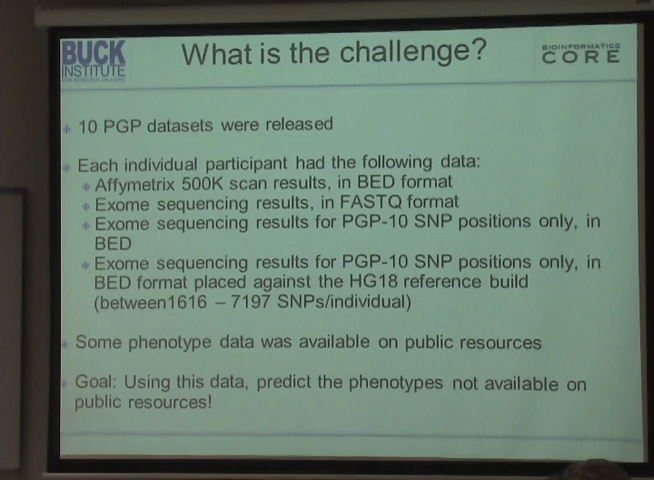 BUCK
INSTITUTE
What is the challenge?
BIOINFORMATICS
CORE
10 PGP datasets were released
Each individual participant had the following data:
Affymetrix 500K scan results, in BED format
Exome sequencing results, in FASTQ format
Exome sequencing results for PGP-10 SNP positions only, in
BED
Exome sequencing results for PGP-10 SNP positions only, in
BED format placed against the HG18 reference build
(between1616 – 7197 SNPs/individual)
Some phenotype data was available on public resources
Goal: Using this data, predict the phenotypes not available on
public resources!